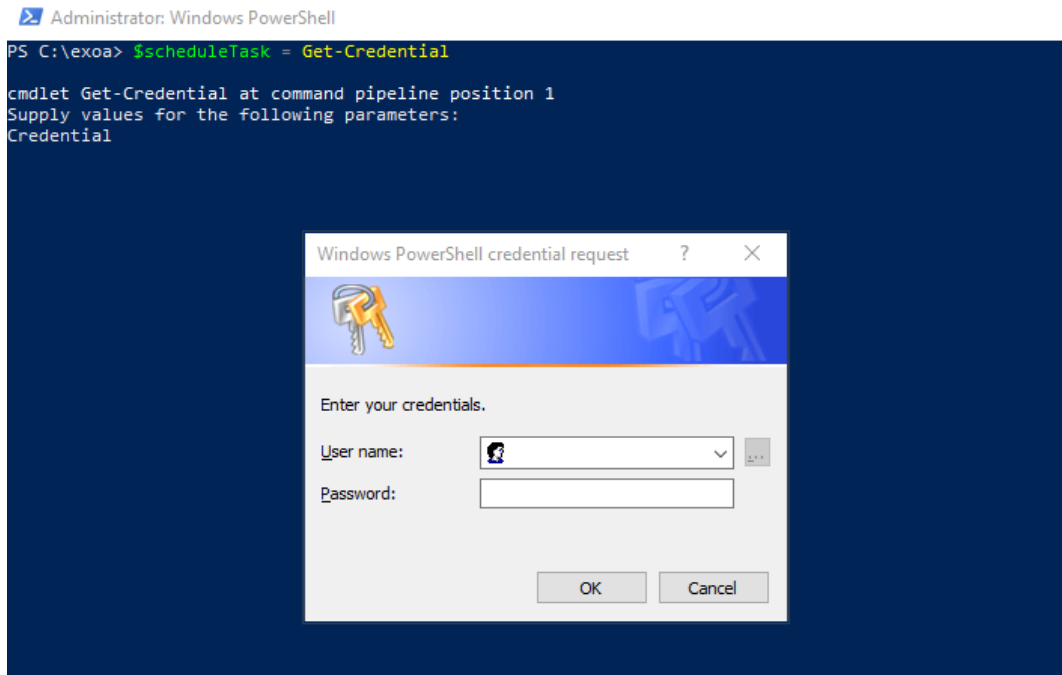 Administrator: Windows PowerShell
PS C:\exoa> $scheduleTask = Get-Credential
cmdlet Get-Credential at command pipeline position 1
Supply values for the following parameters:
Credential
Windows PowerShell credential request ?
Enter your credentials.
User name:
...
Password:
OK Cancel